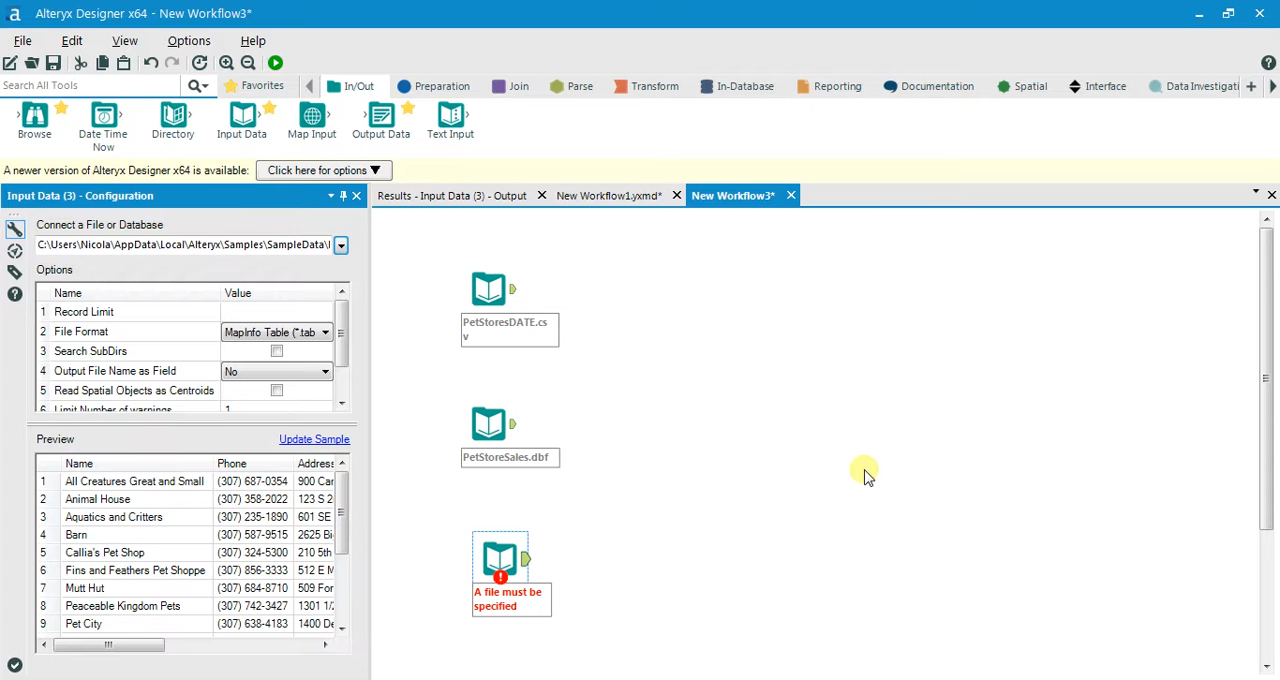 a Alteryx Designer x64 - New Workflow3*
File Edit View Options Help
Search All Tools Favorites In/Out Preparation Join Parse Transform In-Database Reporting Documentation Spatial Interface Data Investigati
Browse Date Time Now Directory Input Data Map Input Output Data Text Input
A newer version of Alteryx Designer x64 is available: Click here for options ▼
Input Data (3) - Configuration
Results - Input Data (3) - Output New Workflow1.yxmd* New Workflow3*
Connect a File or Database
C:\Users\Nicola\AppData\Local\Alteryx\Samples\SampleData\
Options
Name Value
1 Record Limit
2 File Format MapInfo Table (*.tab
3 Search SubDirs
4 Output File Name as Field No
5 Read Spatial Objects as Centroids
6 Limit Number of warnings 1
Preview Update Sample
Name Phone Address
1 All Creatures Great and Small (307) 687-0354 900 Car
2 Animal House (307) 358-2022 123 S 2
3 Aquatics and Critters (307) 235-1890 601 SE
4 Barn (307) 587-9515 2625 Bi
5 Callia's Pet Shop (307) 324-5300 210 5th
6 Fins and Feathers Pet Shoppe (307) 856-3333 512 E M
7 Mutt Hut (307) 684-8710 509 For
8 Peaceable Kingdom Pets (307) 742-3427 1301 1/2
9 Pet City (307) 638-4183 1400 De
PetStoresDATE.cs
v
PetStoreSales.dbf
A file must be
specified